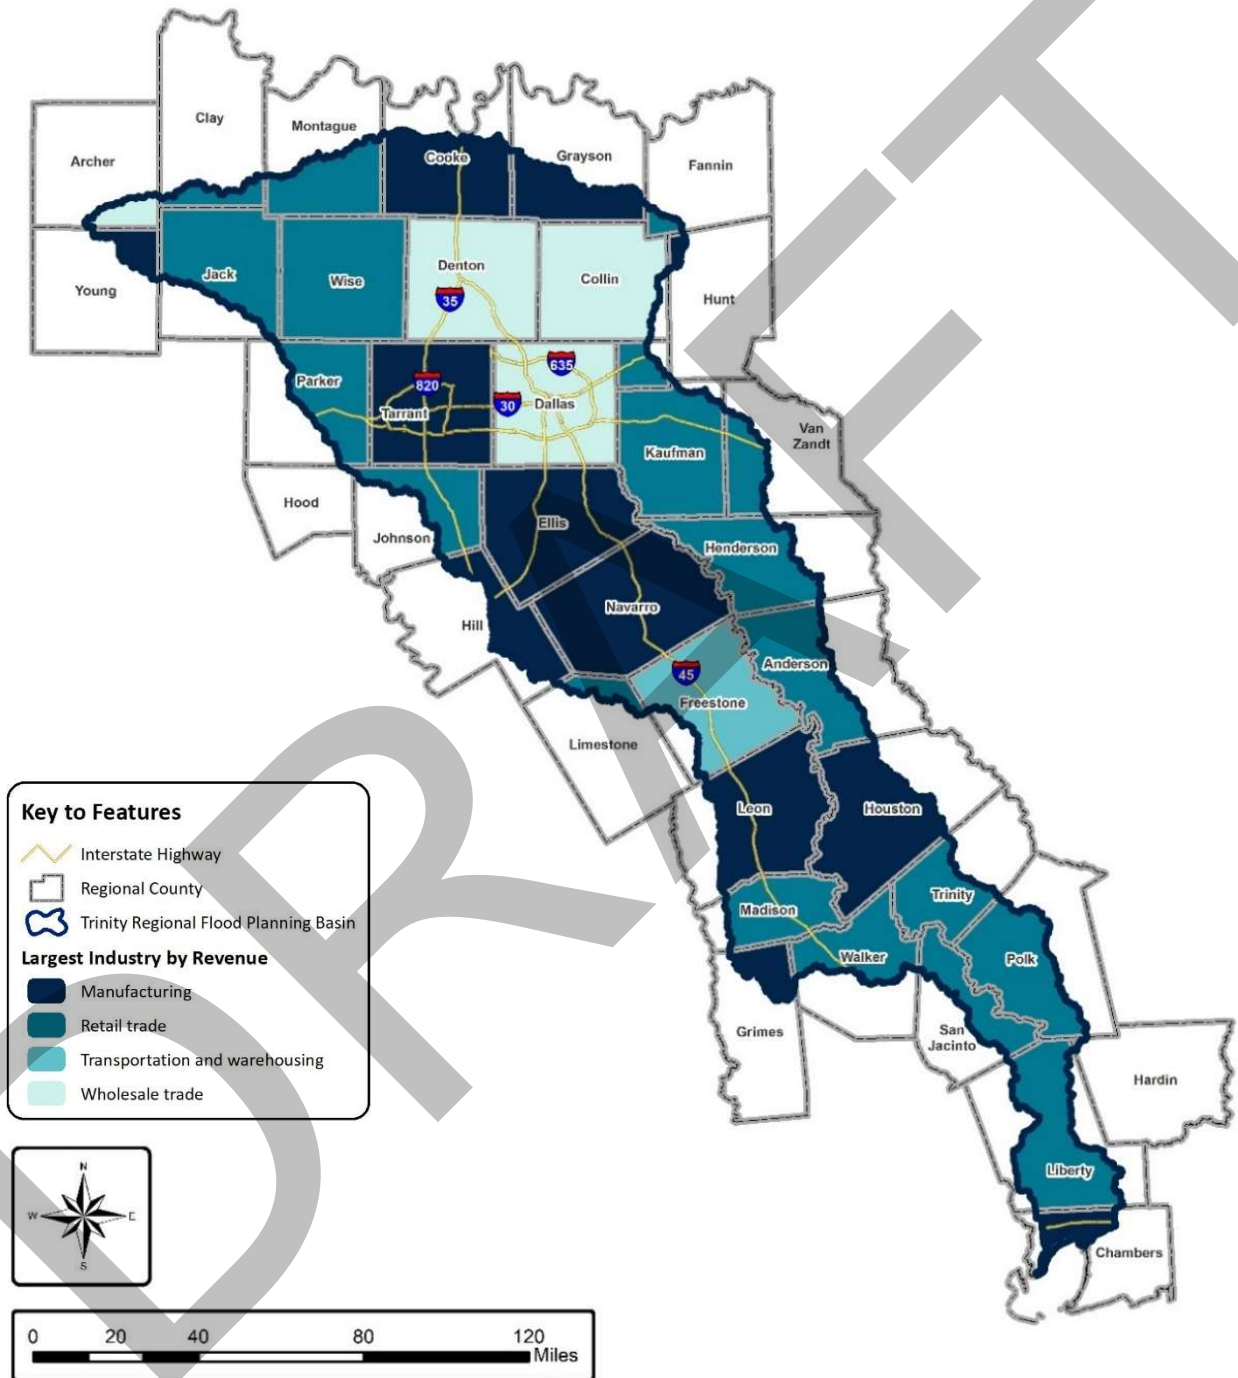 Clay
Montague
Cooke
Grayson
Fannin
Archer
Young
Jack
Wise
Denton
Collin
Hunt
35
Parker
820
635
Tarrant
30
Dallas
Van
Zandt
Kaufman
Hood
Johnson
Ellis
Henderson
Hill
Navarro
Anderson
45
Freestone
Limestone
Leon
Houston
Trinity
Madison
Walker
Polk
Grimes
San
Jacinto
Hardin
Liberty
Chambers
Key to Features
Interstate Highway
Regional County
Trinity Regional Flood Planning Basin
Largest Industry by Revenue
Manufacturing
Retail trade
Transportation and warehousing
Wholesale trade
N
W E
S
0 20 40 80 120
Miles
DRAFT